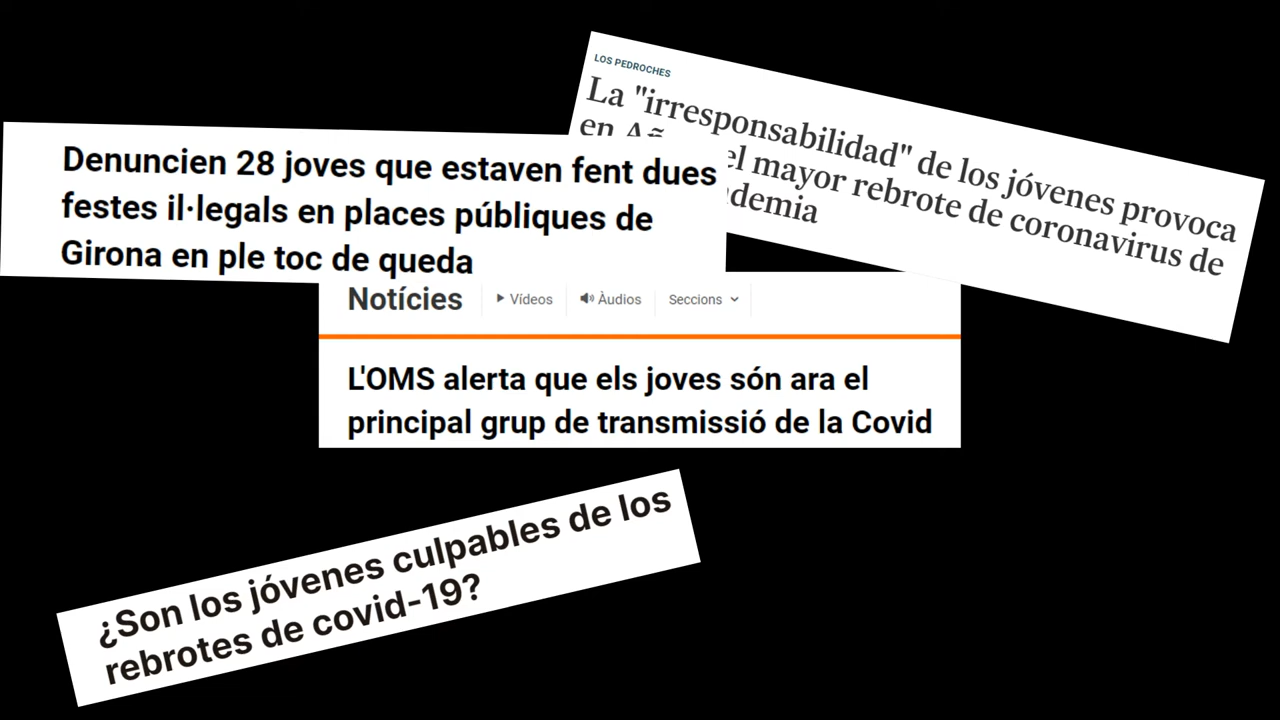 LOS PEDROCHES
La "irresponsabilidad" de los jóvenes provoca
en el mayor rebrote de coronavirus de
Denuncien 28 joves que estaven fent dues
festes il·legals en places públiques de
Girona en ple toc de queda
Notícies Vídeos Àudios Seccions
L'OMS alerta que els joves són ara el
principal grup de transmissió de la Covid
¿Son los jóvenes culpables de los
rebrotes de covid-19?